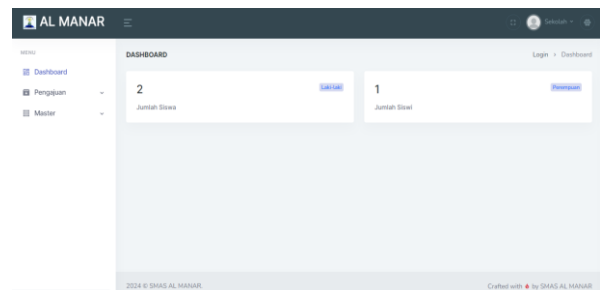 AL MANAR
Sekolah
MENU
Dashboard
Pengajuan
Master
DASHBOARD
Login > Dashboard
2
Laki-laki
Jumlah Siswa
1
Perempuan
Jumlah Siswi
2024 © SMAS AL MANAR.
Crafted with by SMAS AL MANAR